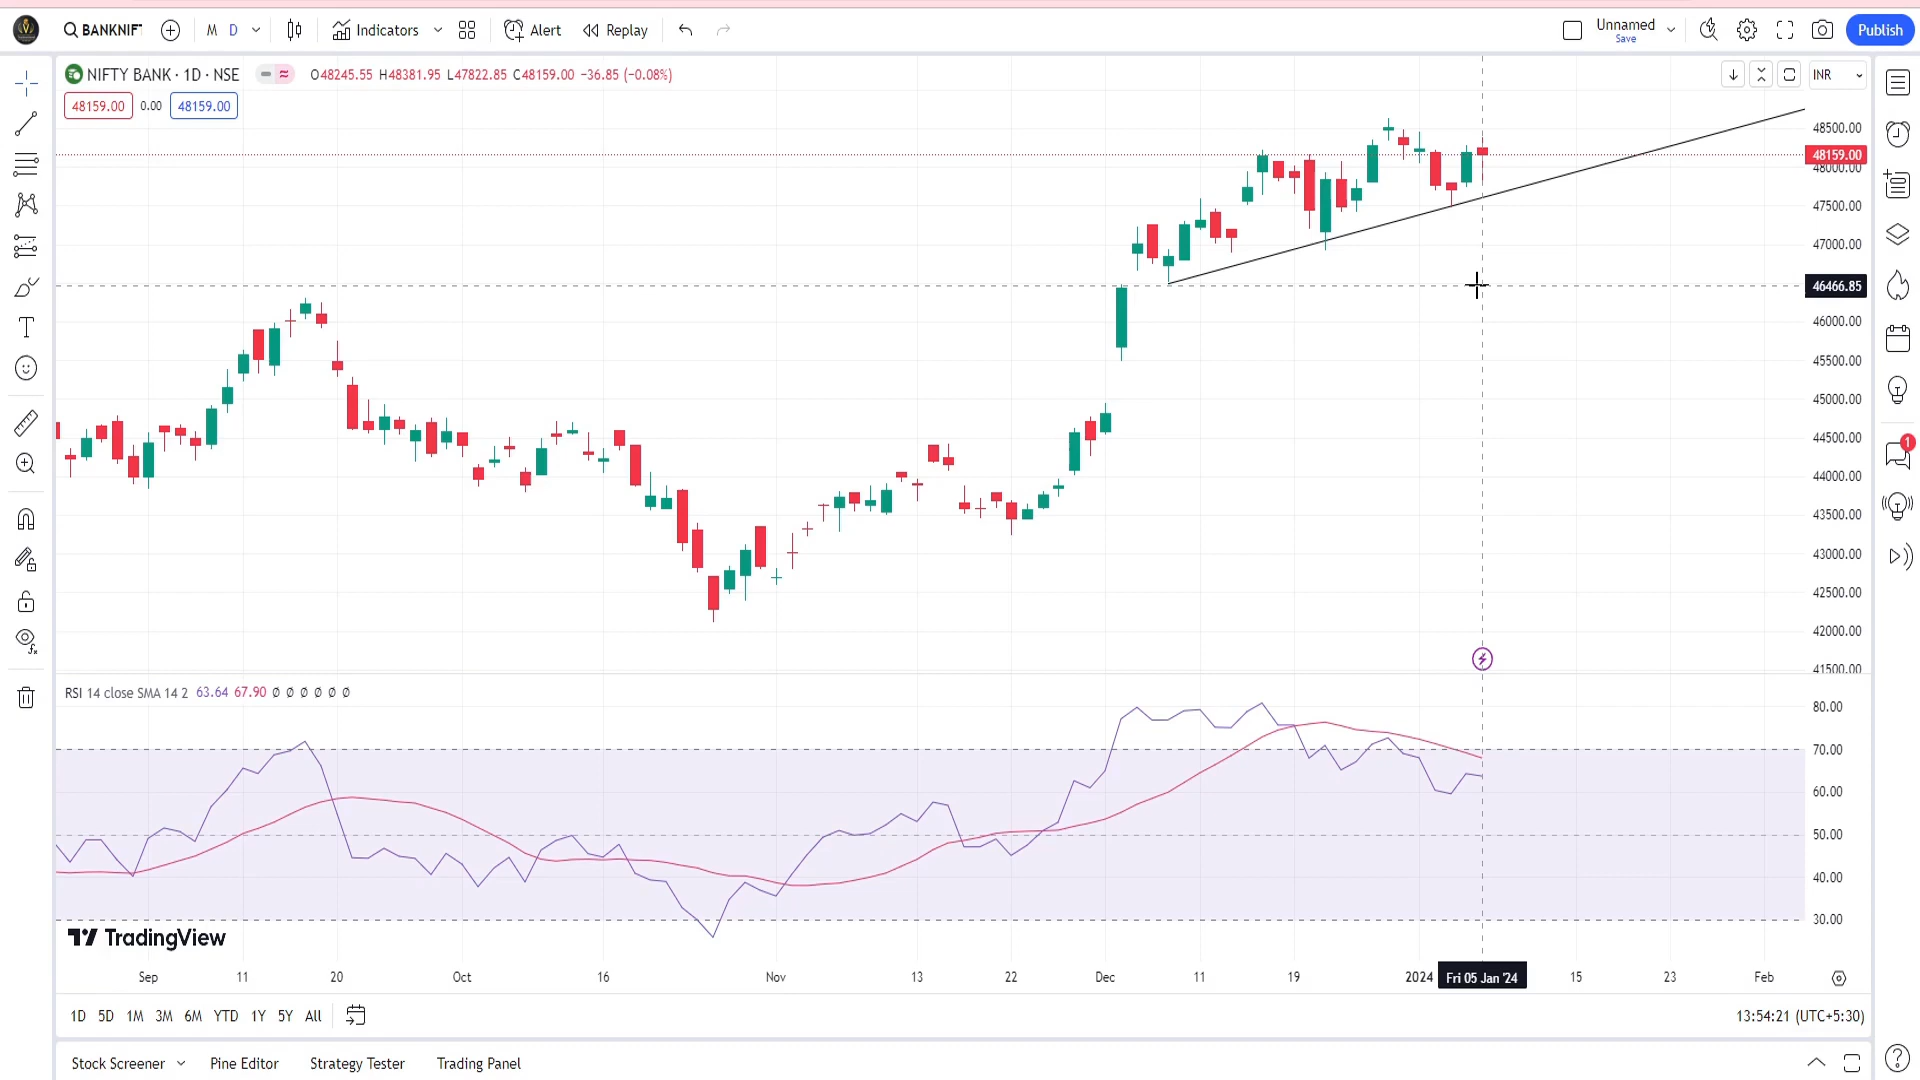 BANKNIF
M D
Indicators
Alert
Replay
Unnamed
Save
Publish
NIFTY BANK · 1D · NSE
O48245.55 H48381.95 L47822.85 C48159.00 −36.85 (−0.08%)
INR
48159.00 0.00 48159.00
48500.00
48159.00
48000.00
47500.00
47000.00
46466.85
46000.00
45500.00
45000.00
44500.00
44000.00
43500.00
43000.00
42500.00
42000.00
41500.00
1
RSI 14 close SMA 14 2 63.64 67.90 Ø Ø Ø Ø Ø Ø
80.00
70.00
60.00
50.00
40.00
30.00
TradingView
Sep 11 20 Oct 16 Nov 13 22 Dec 11 19 2024 Fri 05 Jan '24 15 23 Feb
1D 5D 1M 3M 6M YTD 1Y 5Y All
13:54:21 (UTC+5:30)
Stock Screener Pine Editor Strategy Tester Trading Panel